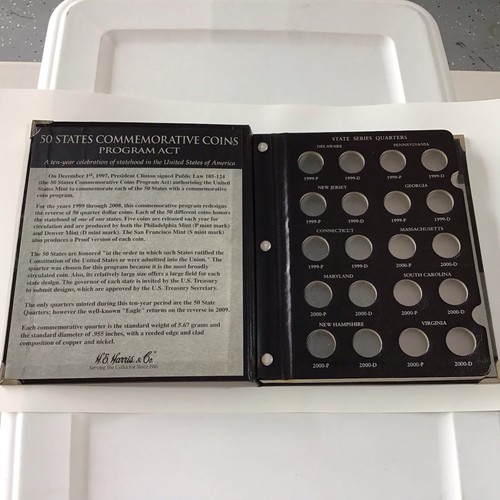 50 STATES COMMEMORATIVE COINS
PROGRAM ACT
A ten-year celebration of statehood in the United States of America
On December 1st, 1997, President Clinton signed Public Law 105-124
(the 50 States Commemorative Coins Program Act) authorizing the United
States Mint to commemorate each of the 50 States with a commemorative
coin program.
For the years 1999 through 2008, this commemorative program redesigns
the reverse of 50 quarter dollar coins. Each of the 50 different coins honors
the statehood of one of our states. Five coins are released each year for
circulation and are produced by both the Philadelphia Mint (P mint mark)
and Denver Mint (D mint mark). The San Francisco Mint (S mint mark)
also produces a Proof version of each coin.
The 50 States are honored "in the order in which such States ratified the
Constitution of the United States or were admitted into the Union." The
quarter was chosen for this program because it is the most broadly
circulated coin. Also, its relatively large size offers a large field for each
state design. The governor of each state is invited by the U.S. Treasury
to submit designs, which are approved by the U.S. Treasury Secretary.
The only quarters minted during this ten-year period are the 50 State
Quarters; however the well-known "Eagle" returns on the reverse in 2009.
Each commemorative quarter is the standard weight of 5.67 grams and
the standard diameter of .955 inches, with a reeded edge and clad
composition of copper and nickel.
H.E. Harris & Co.
Serving the Collector Since 1916
STATE SERIES QUARTERS
DELAWARE PENNSYLVANIA
1999-P 1999-D 1999-P 1999-D
NEW JERSEY GEORGIA
1999-P 1999-D 1999-P 1999-D
CONNECTICUT MASSACHUSETTS
1999-P 1999-D 2000-P 2000-D
MARYLAND SOUTH CAROLINA
2000-P 2000-D 2000-P 2000-D
NEW HAMPSHIRE VIRGINIA
2000-P 2000-D 2000-P 2000-D